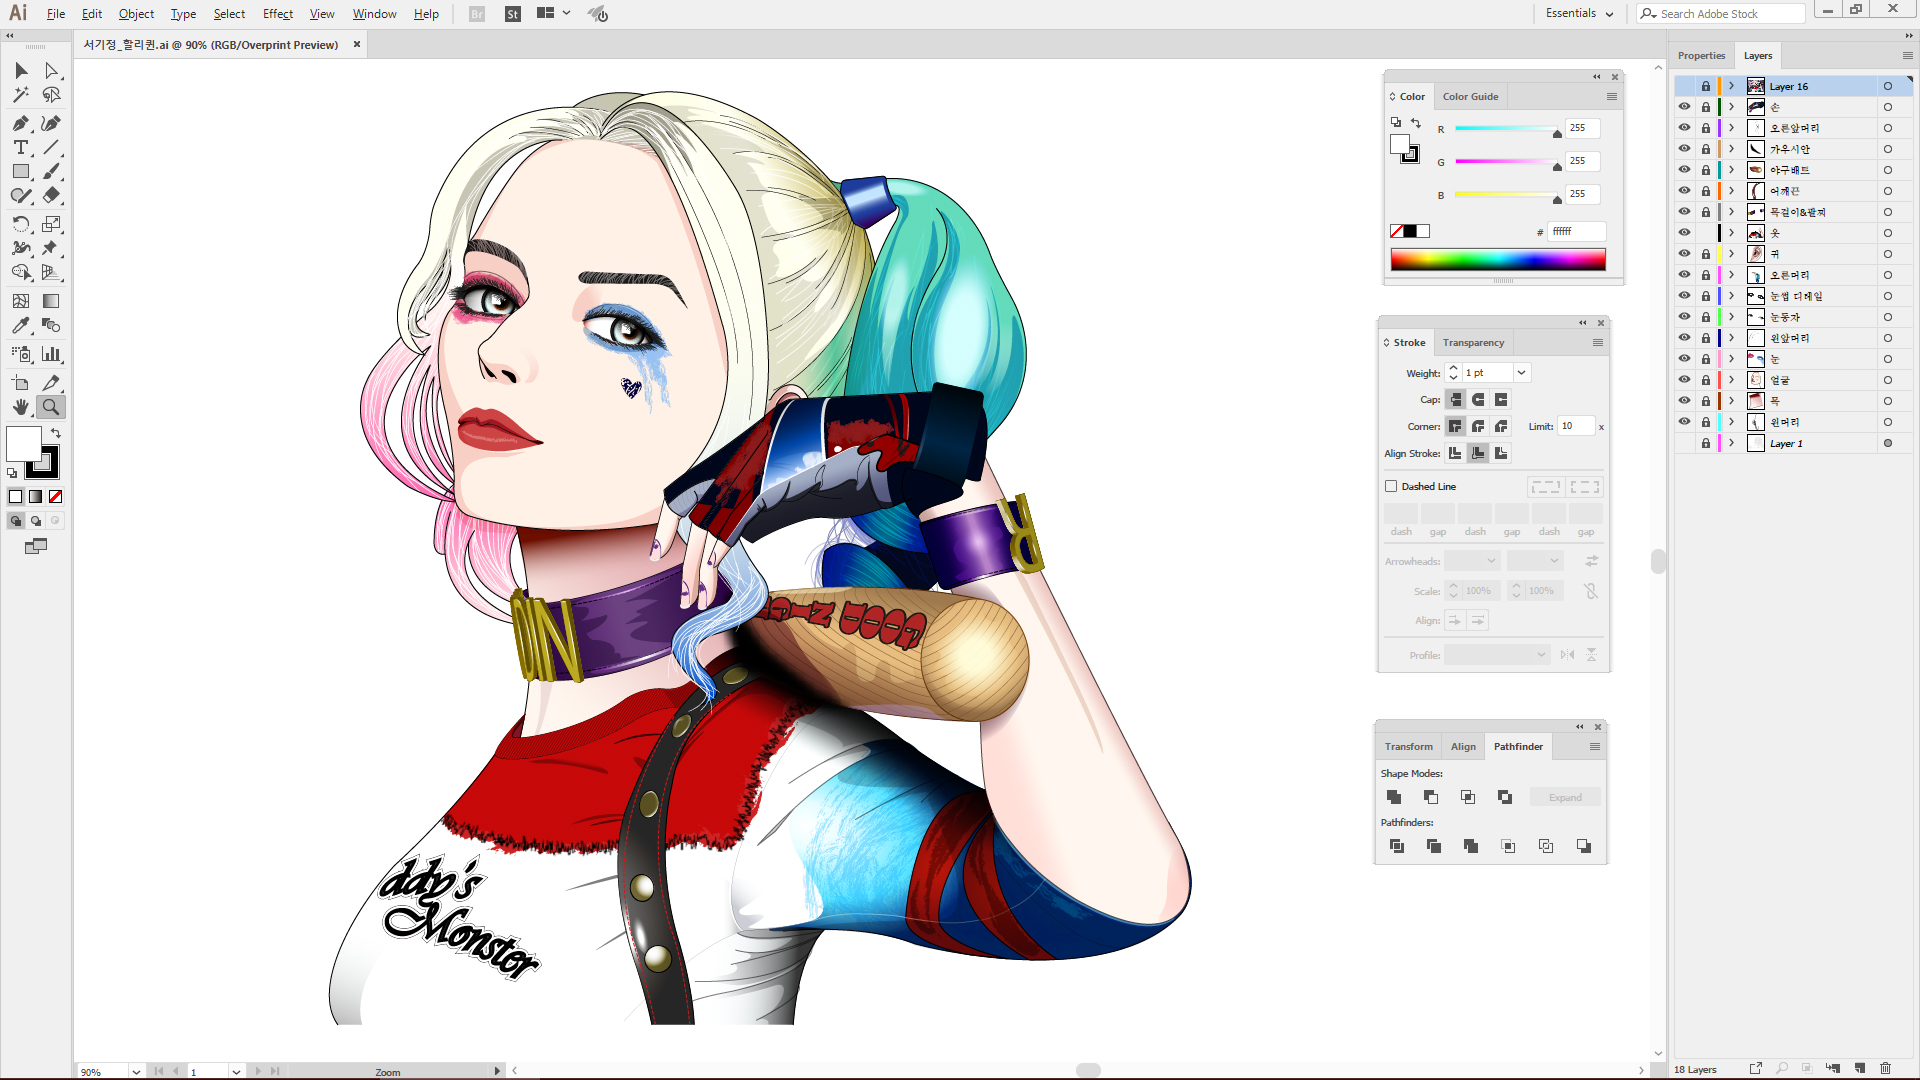 Ai File Edit Object Type Select Effect View Window Help Br St Essentials Search Adobe Stock
서기정_할리퀸.ai @ 90% (RGB/Overprint Preview)
Color Color Guide
R 255
G 255
B 255
# ffffff
Stroke Transparency
Weight: 1 pt
Cap:
Corner: Limit: 10 x
Align Stroke:
Dashed Line
dash gap dash gap dash gap
Arrowheads:
Scale: 100% 100%
Align:
Profile:
Transform Align Pathfinder
Shape Modes:
Expand
Pathfinders:
Properties Layers
Layer 16
손
오른앞머리
가우시안
야구배트
어깨끈
목걸이&팔찌
옷
귀
오른머리
눈썹 디테일
눈동자
왼앞머리
눈
얼굴
목
왼머리
Layer 1
18 Layers
GOOD NIG
R
ON
ddy's
Monster
90% 1 Zoom